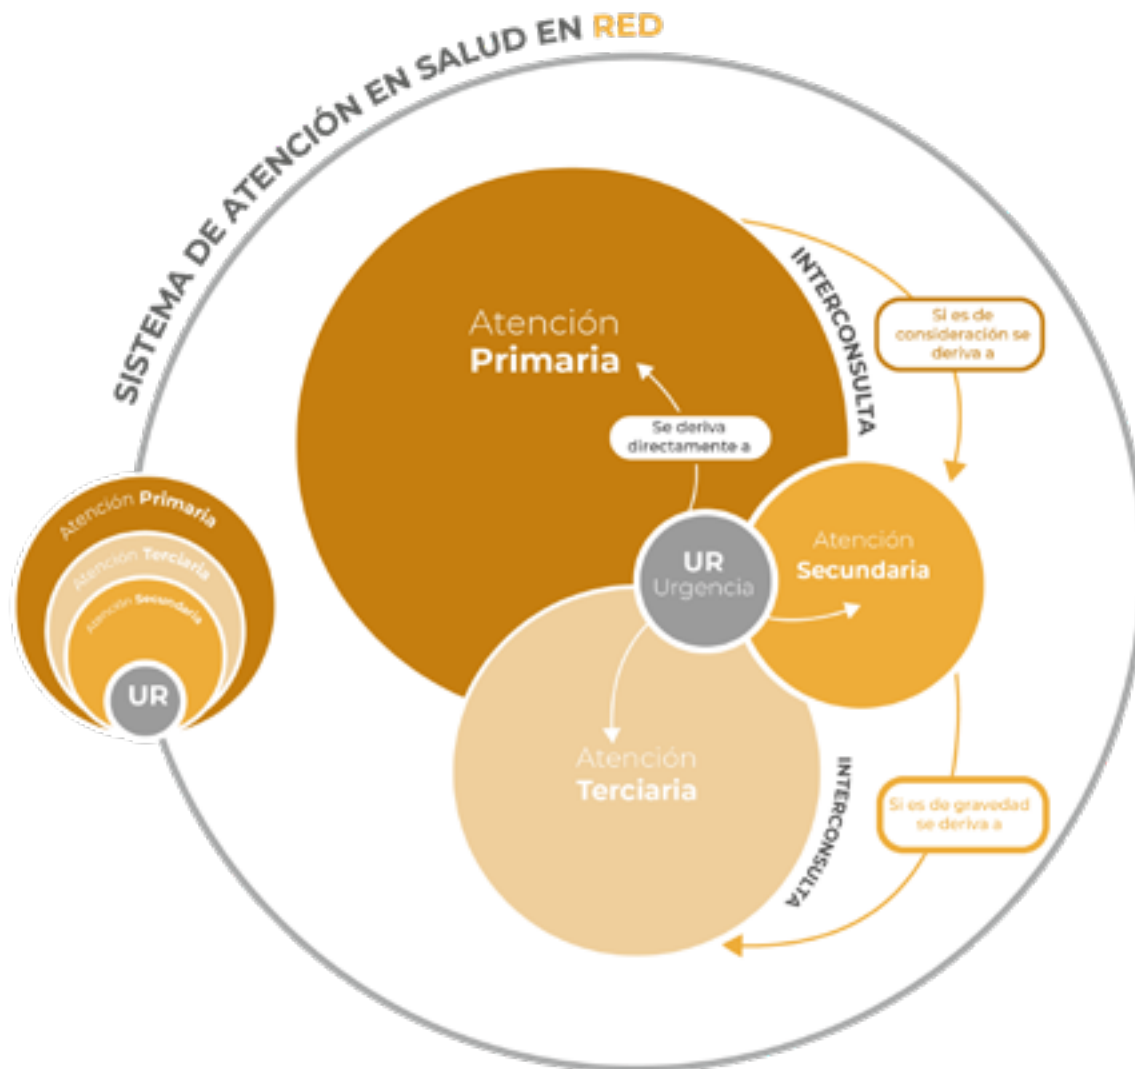 SISTEMA DE ATENCIÓN EN SALUD EN RED
Atención
Primaria
Se deriva
directamente a
INTERCONSULTA
Si es de
consideración se
deriva a
UR
Urgencia
Atención
Secundaria
Atención
Terciaria
INTERCONSULTA
Si es de gravedad
se deriva a
Atención Primaria
Atención Terciaria
Atención Secundaria
UR